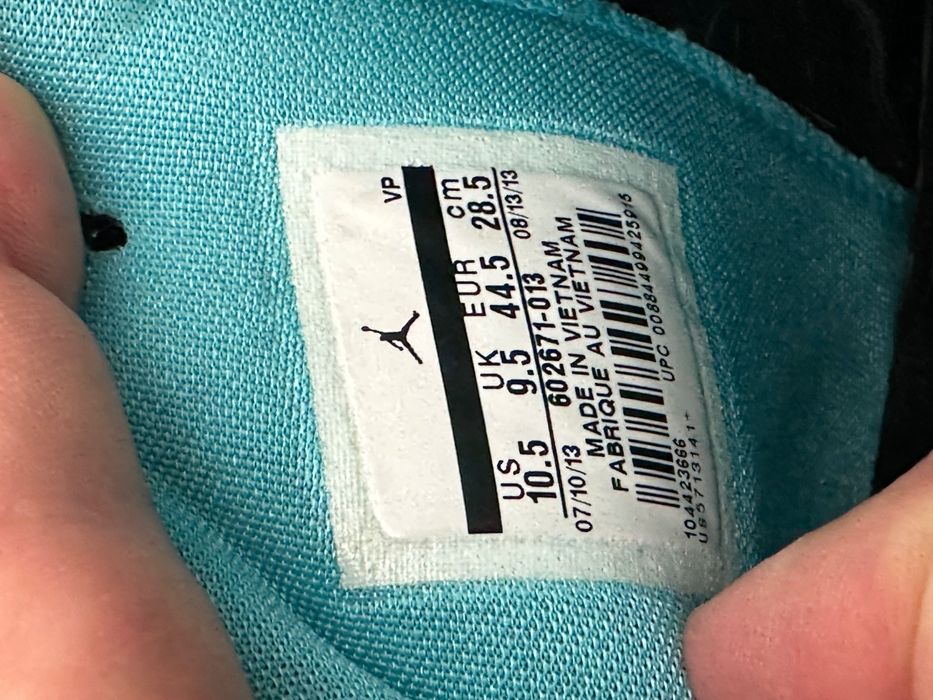 VP
US UK EUR cm
10.5 9.5 44.5 28.5
07/10/13 602671-013 08/13/13
MADE IN VIETNAM
FABRIQUE AU VIETNAM
UPC 00884499425915
104423666
US5713141+